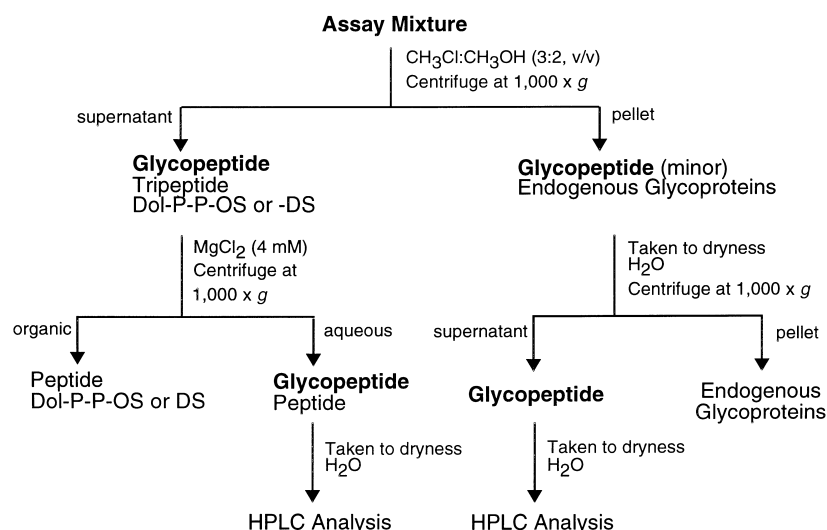 Assay Mixture
CH3Cl:CH3OH (3:2, v/v)
Centrifuge at 1,000 x g
supernatant
pellet
Glycopeptide
Tripeptide
Dol-P-P-OS or -DS
Glycopeptide (minor)
Endogenous Glycoproteins
MgCl2 (4 mM)
Centrifuge at
1,000 x g
Taken to dryness
H2O
Centrifuge at 1,000 x g
organic
aqueous
supernatant
pellet
Peptide
Dol-P-P-OS or DS
Glycopeptide
Peptide
Glycopeptide
Endogenous
Glycoproteins
Taken to dryness
H2O
Taken to dryness
H2O
HPLC Analysis
HPLC Analysis